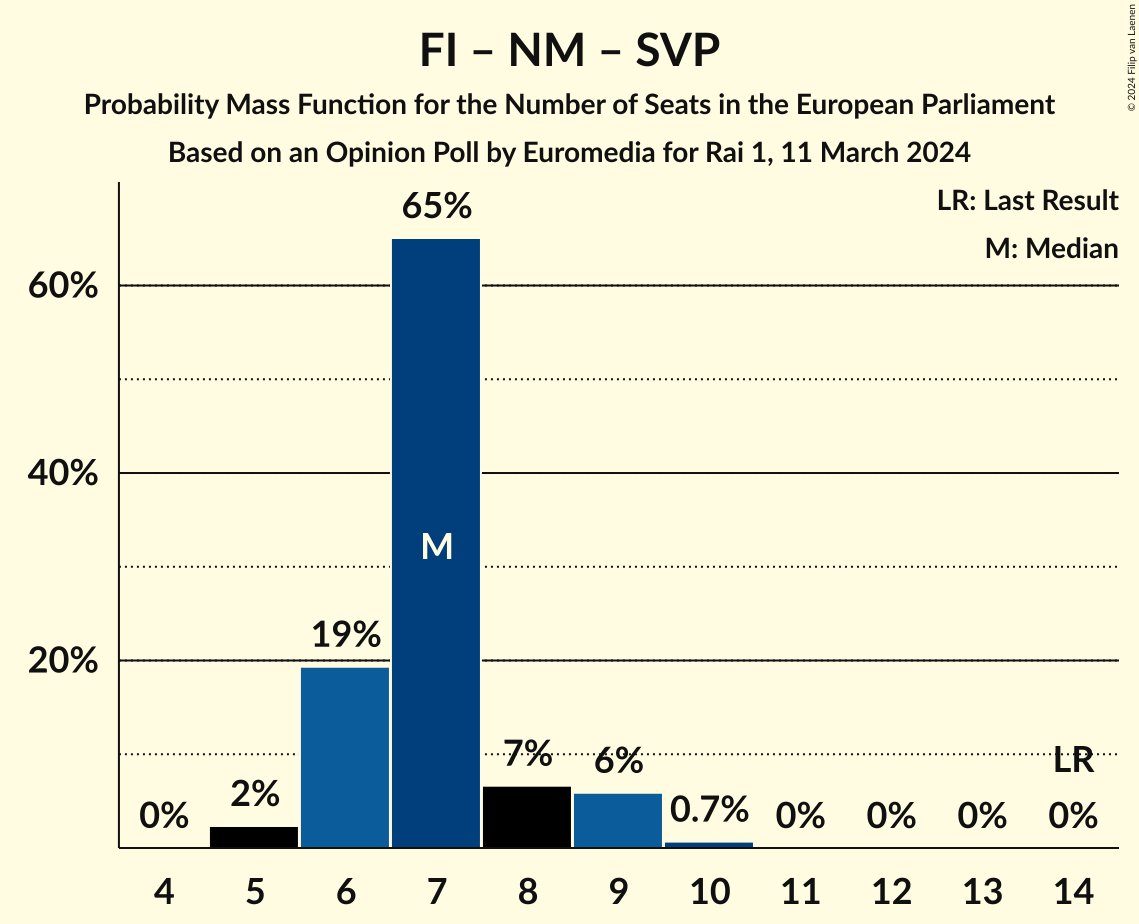 FI – NM – SVP
Probability Mass Function for the Number of Seats in the European Parliament
Based on an Opinion Poll by Euromedia for Rai 1, 11 March 2024
© 2024 Filip van Laenen
LR: Last Result
M: Median
65%
60%
40%
M
19%
20%
7%
6%
LR
2%
0%
0.7%
0%
0%
0%
0%
4 5 6 7 8 9 10 11 12 13 14